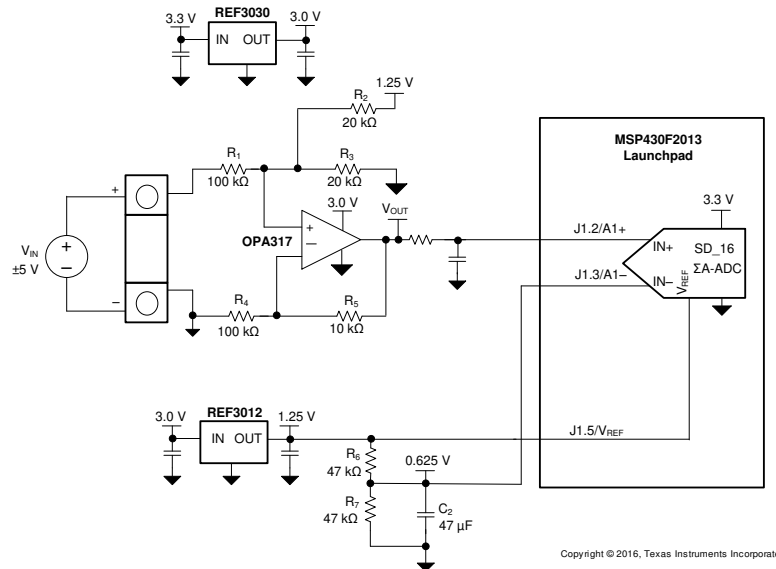 REF3030
3.3 V
3.0 V
IN OUT
1.25 V
R2
20 kΩ
MSP430F2013
Launchpad
R1
100 kΩ
R3
20 kΩ
3.0 V
VOUT
3.3 V
+
+
−
OPA317
J1.2/A1+
IN+
SD_16
ΣA-ADC
VIN
±5 V
+
−
J1.3/A1−
IN−
VREF
−
R4
100 kΩ
R5
10 kΩ
REF3012
3.0 V
1.25 V
IN OUT
J1.5/VREF
R6
47 kΩ
0.625 V
R7
47 kΩ
C2
47 µF
Copyright © 2016, Texas Instruments Incorporate